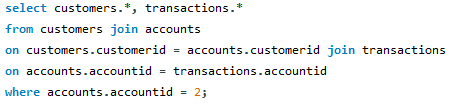 select customers.*, transactions.*
from customers join accounts
on customers.customerid = accounts.customerid join transactions
on accounts.accountid = transactions.accountid
where accounts.accountid = 2;